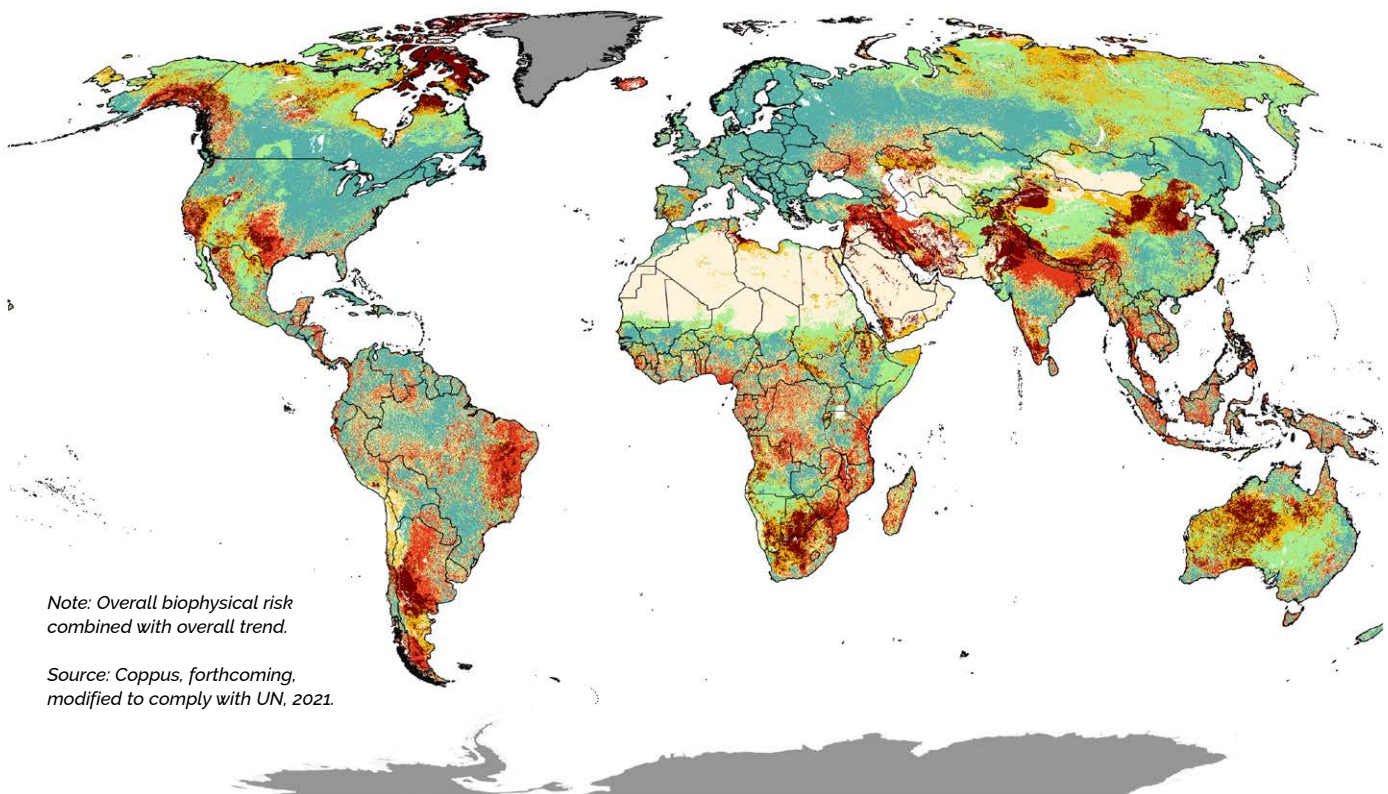 Note: Overall biophysical risk
combined with overall trend.
Source: Coppus, forthcoming,
modified to comply with UN, 2021.